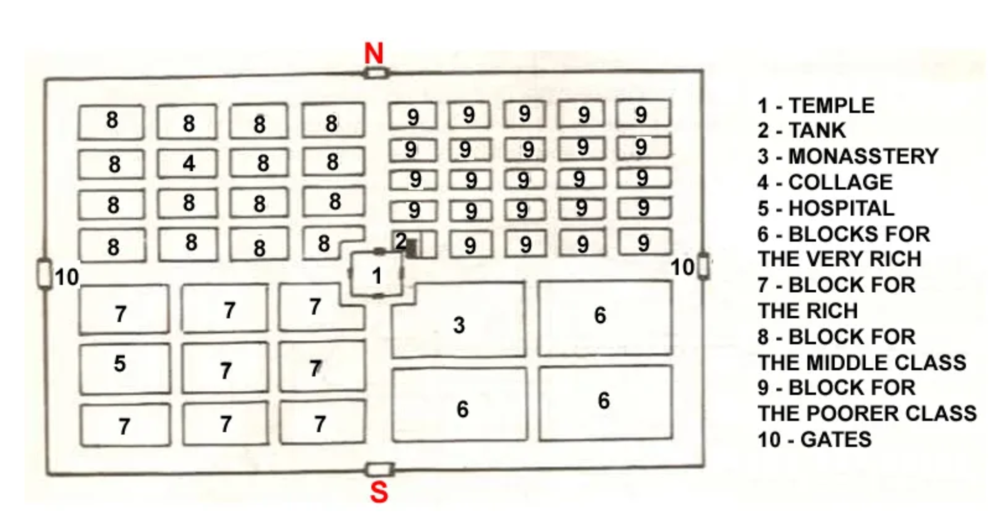 N
8 8 8 8 9 9 9 9 9
8 4 8 8 9 9 9 9 9
8 8 8 8 9 9 9 9 9
9 9 9 9 9
8 8 8 8 2 9 9 9 9
10 1 10
7 7 7 3 6
5 7 7
7 7 7 6 6
S
1 - TEMPLE
2 - TANK
3 - MONASSTERY
4 - COLLAGE
5 - HOSPITAL
6 - BLOCKS FOR
THE VERY RICH
7 - BLOCK FOR
THE RICH
8 - BLOCK FOR
THE MIDDLE CLASS
9 - BLOCK FOR
THE POORER CLASS
10 - GATES